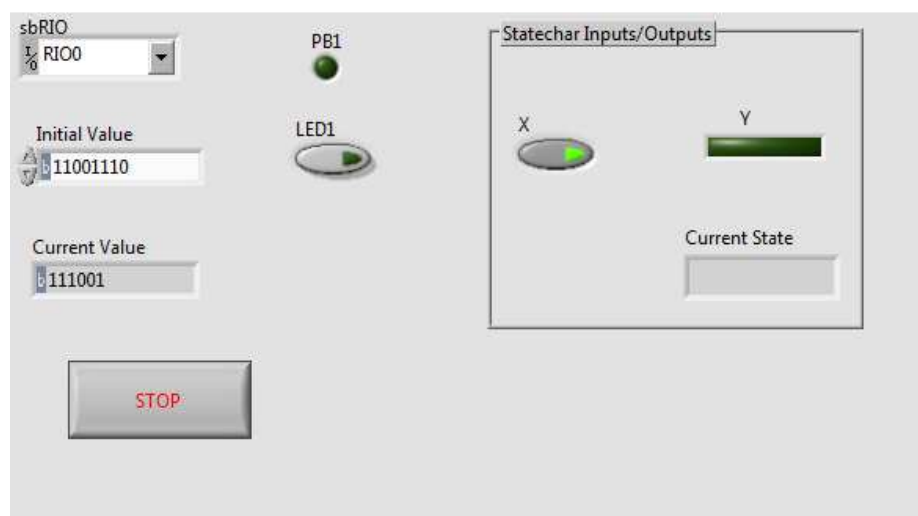 sbRIO
I/O RIO0
PB1
Statechar Inputs/Outputs
Initial Value
b 11001110
LED1
X
Y
Current Value
b 111001
Current State
STOP